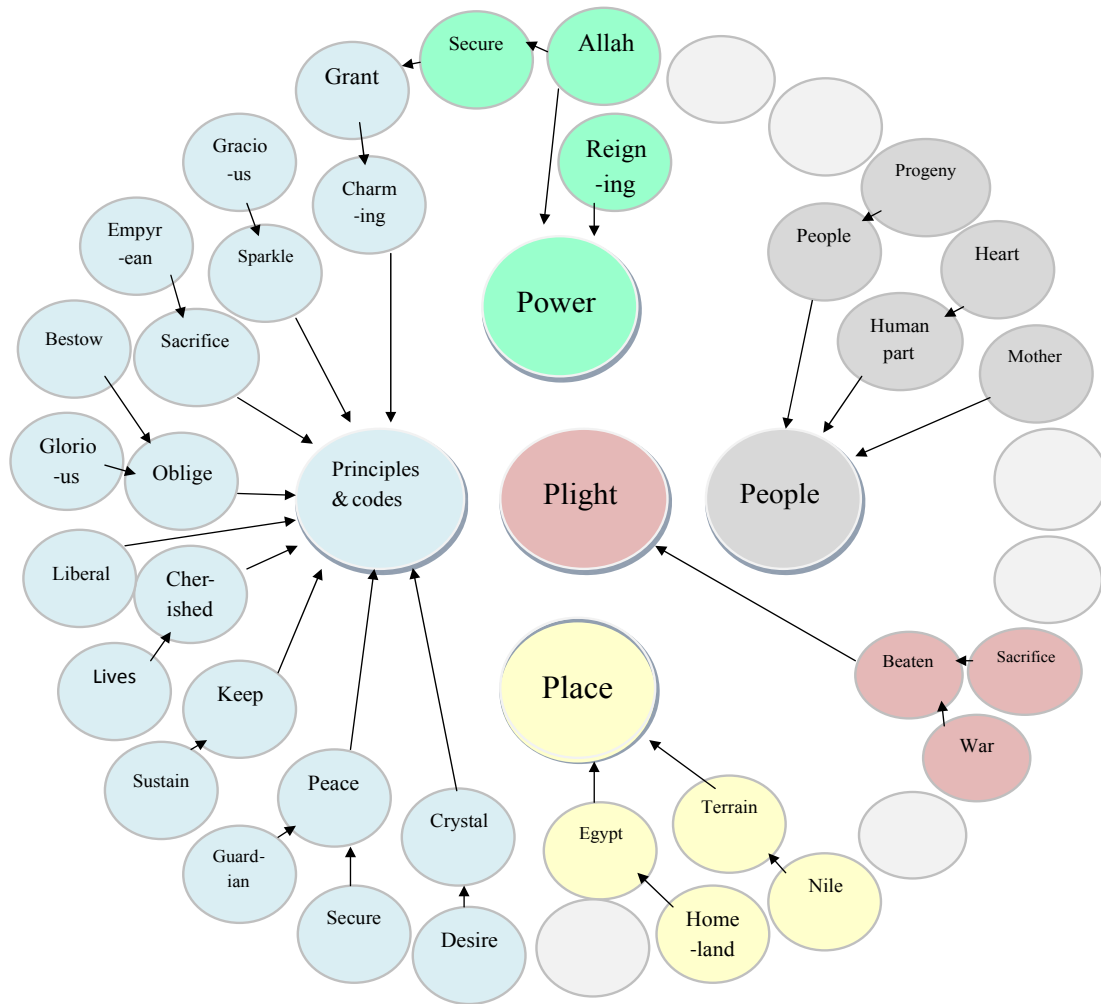 Secure
Allah
Grant
Gracio
-us
Charm
-ing
Reign
-ing
Progeny
Empyr
-ean
Sparkle
People
Heart
Power
Bestow
Sacrifice
Human
part
Mother
Glorio
-us
Oblige
Principles
& codes
Plight
People
Liberal
Cher-
ished
Lives
Keep
Place
Beaten
Sacrifice
War
Sustain
Peace
Crystal
Egypt
Terrain
Guard-
ian
Nile
Secure
Desire
Home
-land